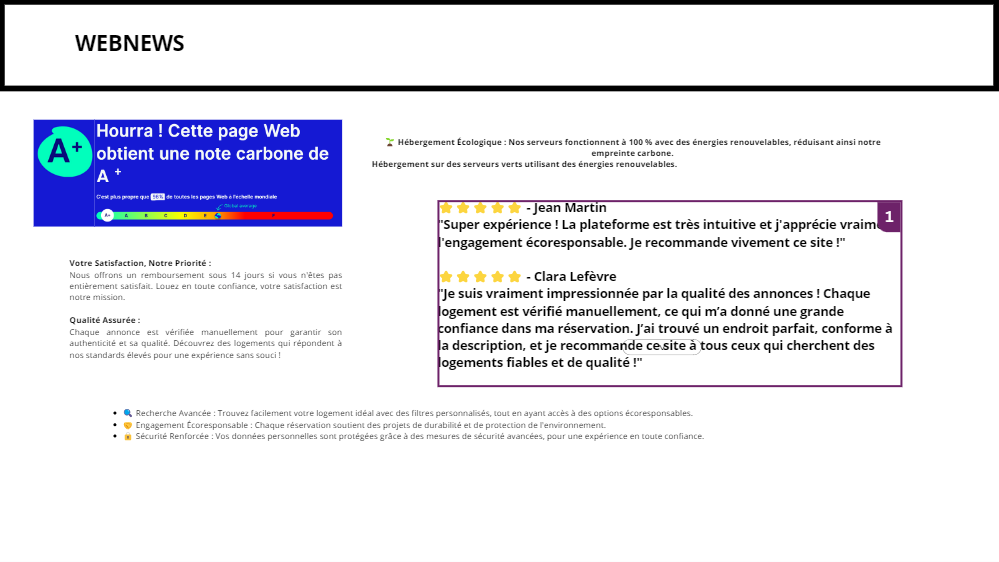 WEBNEWS
A+
Hourra ! Cette page Web
obtient une note carbone de
A +
C'est plus propre que 96% de toutes les pages Web à l'échelle mondiale
Global average
A+ A B C D E F
🌱 Hébergement Écologique : Nos serveurs fonctionnent à 100 % avec des énergies renouvelables, réduisant ainsi notre
empreinte carbone.
Hébergement sur des serveurs verts utilisant des énergies renouvelables.
Votre Satisfaction, Notre Priorité :
Nous offrons un remboursement sous 14 jours si vous n'êtes pas
entièrement satisfait. Louez en toute confiance, votre satisfaction est
notre mission.
Qualité Assurée :
Chaque annonce est vérifiée manuellement pour garantir son
authenticité et sa qualité. Découvrez des logements qui répondent à
nos standards élevés pour une expérience sans souci !
⭐⭐⭐⭐⭐ - Jean Martin
"Super expérience ! La plateforme est très intuitive et j'apprécie vraime
l'engagement écoresponsable. Je recommande vivement ce site !"
1
⭐⭐⭐⭐⭐ - Clara Lefèvre
"Je suis vraiment impressionnée par la qualité des annonces ! Chaque
logement est vérifié manuellement, ce qui m’a donné une grande
confiance dans ma réservation. J’ai trouvé un endroit parfait, conforme à
la description, et je recommande ce site à tous ceux qui cherchent des
logements fiables et de qualité !"
• 🔍 Recherche Avancée : Trouvez facilement votre logement idéal avec des filtres personnalisés, tout en ayant accès à des options écoresponsables.
• 🤝 Engagement Écoresponsable : Chaque réservation soutient des projets de durabilité et de protection de l'environnement.
• 🔒 Sécurité Renforcée : Vos données personnelles sont protégées grâce à des mesures de sécurité avancées, pour une expérience en toute confiance.